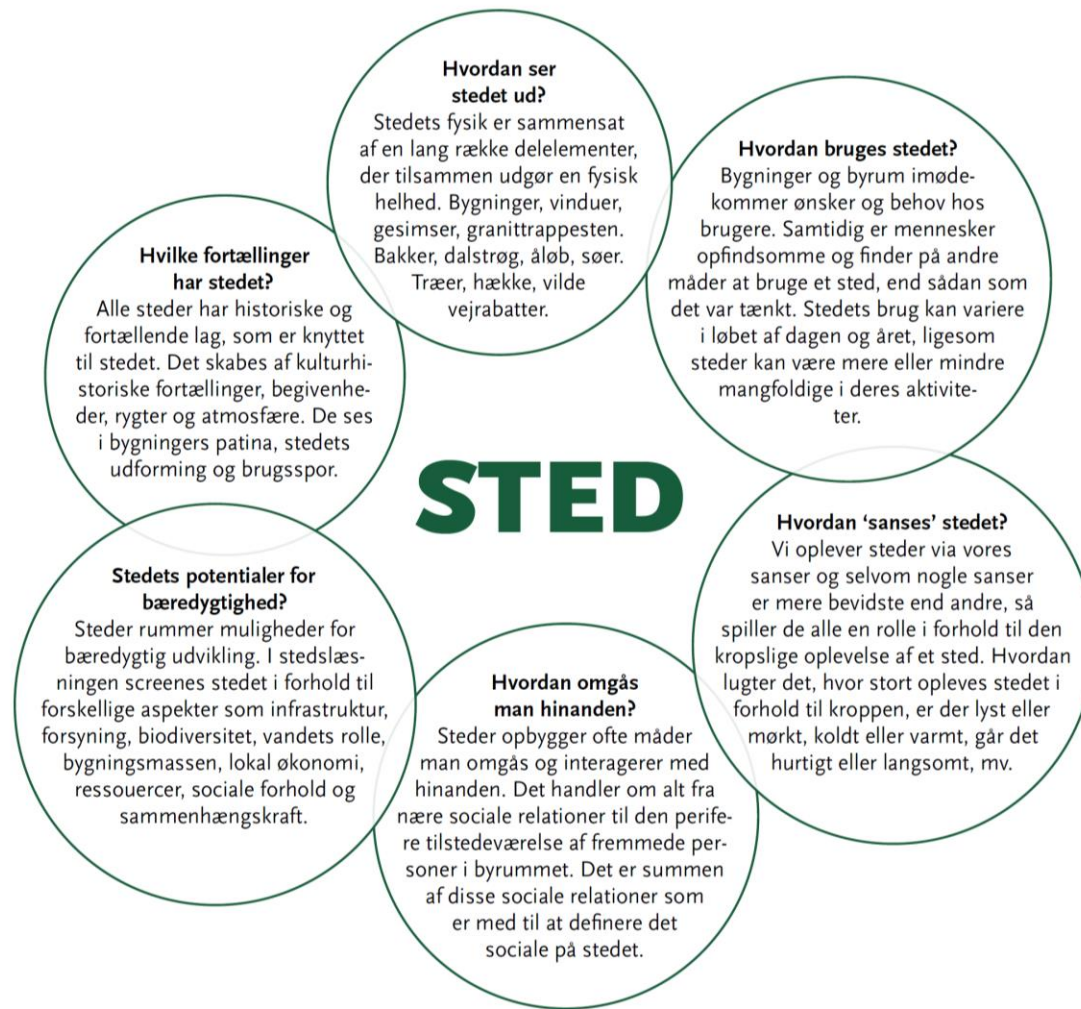 Hvordan ser
stedet ud?
Stedets fysik er sammensat
af en lang række delelementer,
der tilsammen udgør en fysisk
helhed. Bygninger, vinduer,
gesimser, granittrappesten.
Bakker, dalstrøg, åløb, søer.
Træer, hække, vilde
vejrabatter.
Hvordan bruges stedet?
Bygninger og byrum imøde-
kommer ønsker og behov hos
brugere. Samtidig er mennesker
opfindsomme og finder på andre
måder at bruge et sted, end sådan som
det var tænkt. Stedets brug kan variere
i løbet af dagen og året, ligesom
steder kan være mere eller mindre
mangfoldige i deres aktivite-
ter.
Hvilke fortællinger
har stedet?
Alle steder har historiske og
fortællende lag, som er knyttet
til stedet. Det skabes af kulturhi-
storiske fortællinger, begivenhe-
der, rygter og atmosfære. De ses
i bygningers patina, stedets
udforming og brugsspor.
STED
Hvordan ‘sanses’ stedet?
Vi oplever steder via vores
sanser og selvom nogle sanser
er mere bevidste end andre, så
spiller de alle en rolle i forhold til den
kropslige oplevelse af et sted. Hvordan
lugter det, hvor stort opleves stedet i
forhold til kroppen, er der lyst eller
mørkt, koldt eller varmt, går det
hurtigt eller langsomt, mv.
Stedets potentialer for
bæredygtighed?
Steder rummer muligheder for
bæredygtig udvikling. I stedslæs-
ningen screenes stedet i forhold til
forskellige aspekter som infrastruktur,
forsyning, biodiversitet, vandets rolle,
bygningsmassen, lokal økonomi,
ressouercer, sociale forhold og
sammenhængskraft.
Hvordan omgås
man hinanden?
Steder opbygger ofte måder
man omgås og interagerer med
hinanden. Det handler om alt fra
nære sociale relationer til den perife-
re tilstedeværelse af fremmede per-
soner i byrummet. Det er summen
af disse sociale relationer som
er med til at definere det
sociale på stedet.